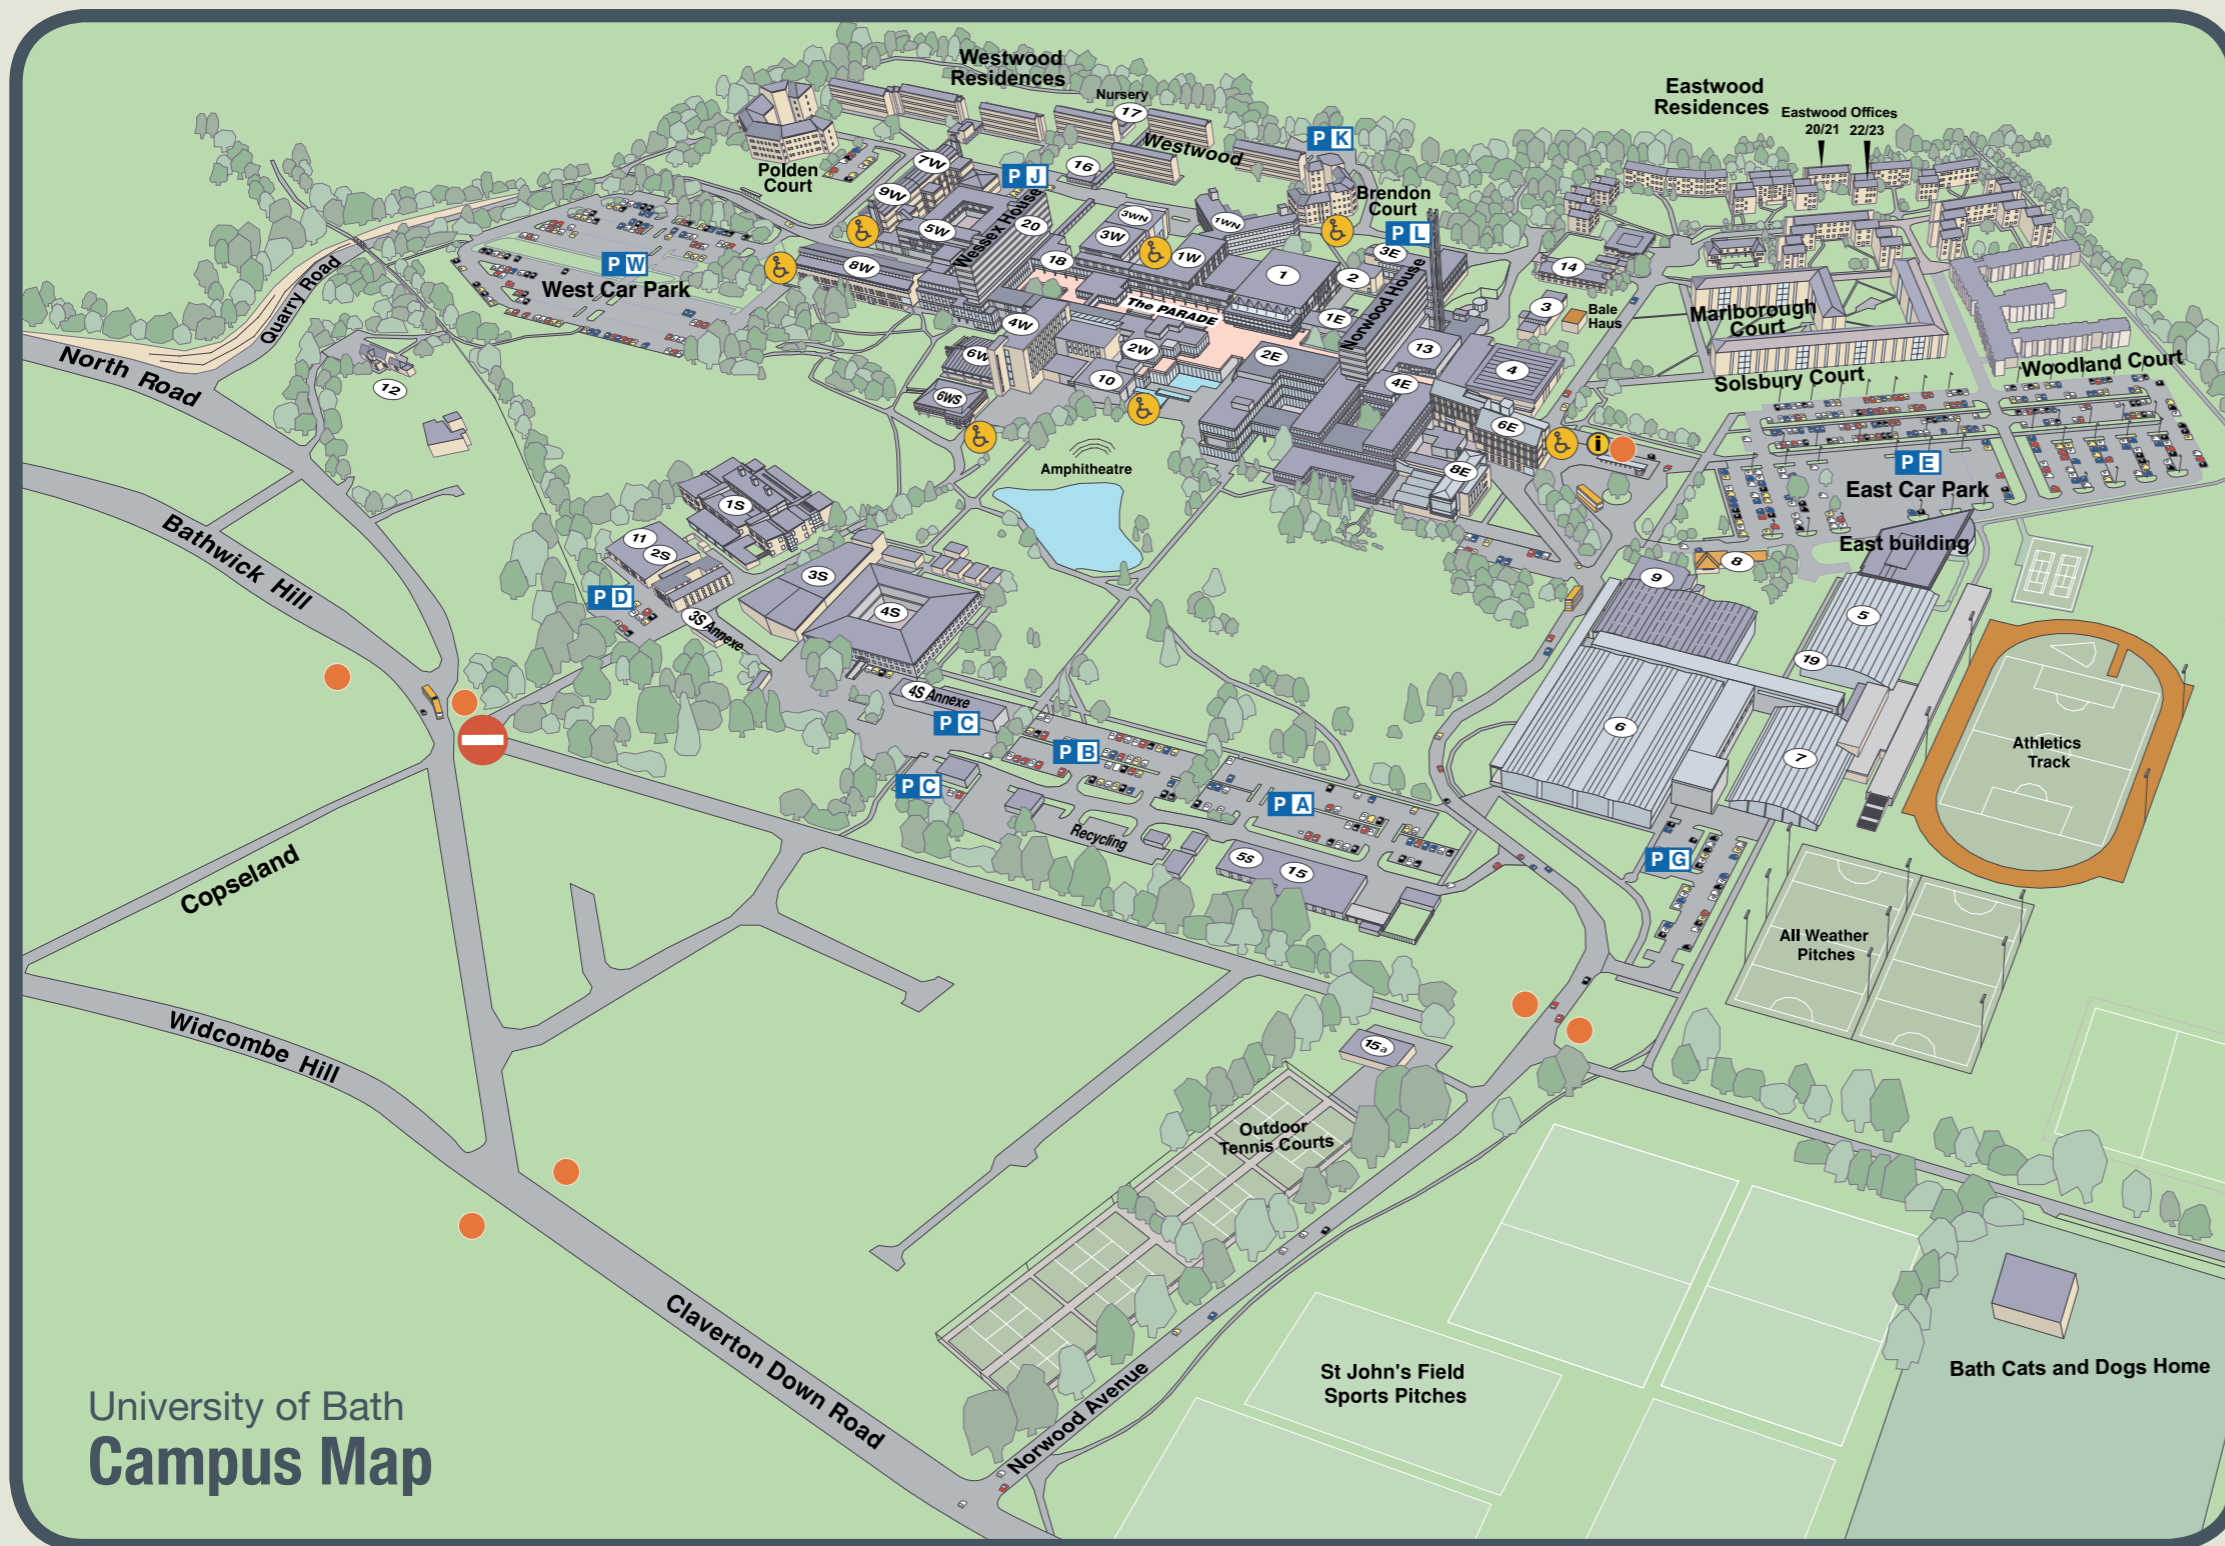 Westwood
Residences
Nursery
17
Westwood
P K
Eastwood
Residences
Eastwood Offices
20/21 22/23
Polden
Court
7W
9W
P J
16
5W
Wessex House
20
3WN
3W
1WN
Brendon
Court
P L
3E
8W
18
1W
1
2
14
P W
West Car Park
Quarry Road
North Road
12
The PARADE
4W
1E
Norwood House
3
Bale
Haus
Marlborough
Court
6W
2W
2E
13
10
4E
4
Solsbury Court
Woodland Court
6WS
6E
i
Amphitheatre
8E
P E
East Car Park
1S
Bathwick Hill
11
2S
3S
East building
8
9
P D
4S
3S Annexe
5
19
4S Annexe
P C
P B
6
7
Athletics
Track
P C
P A
Recycling
5S
15
P G
Copseland
All Weather
Pitches
Widcombe Hill
15a
Outdoor
Tennis Courts
Claverton Down Road
Norwood Avenue
St John's Field
Sports Pitches
Bath Cats and Dogs Home
University of Bath
Campus Map